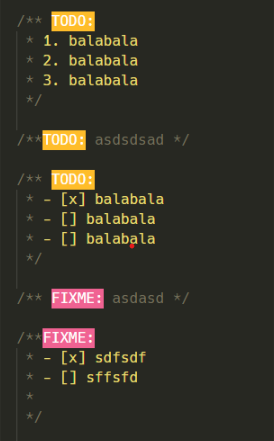 /** TODO:
* 1. balabala
* 2. balabala
* 3. balabala
*/
/**TODO: asdsdsad */
/** TODO:
* - [x] balabala
* - [] balabala
* - [] balabala
*/
/** FIXME: asdasd */
/**FIXME:
* - [x] sdfsdf
* - [] sffsfd
*
*/